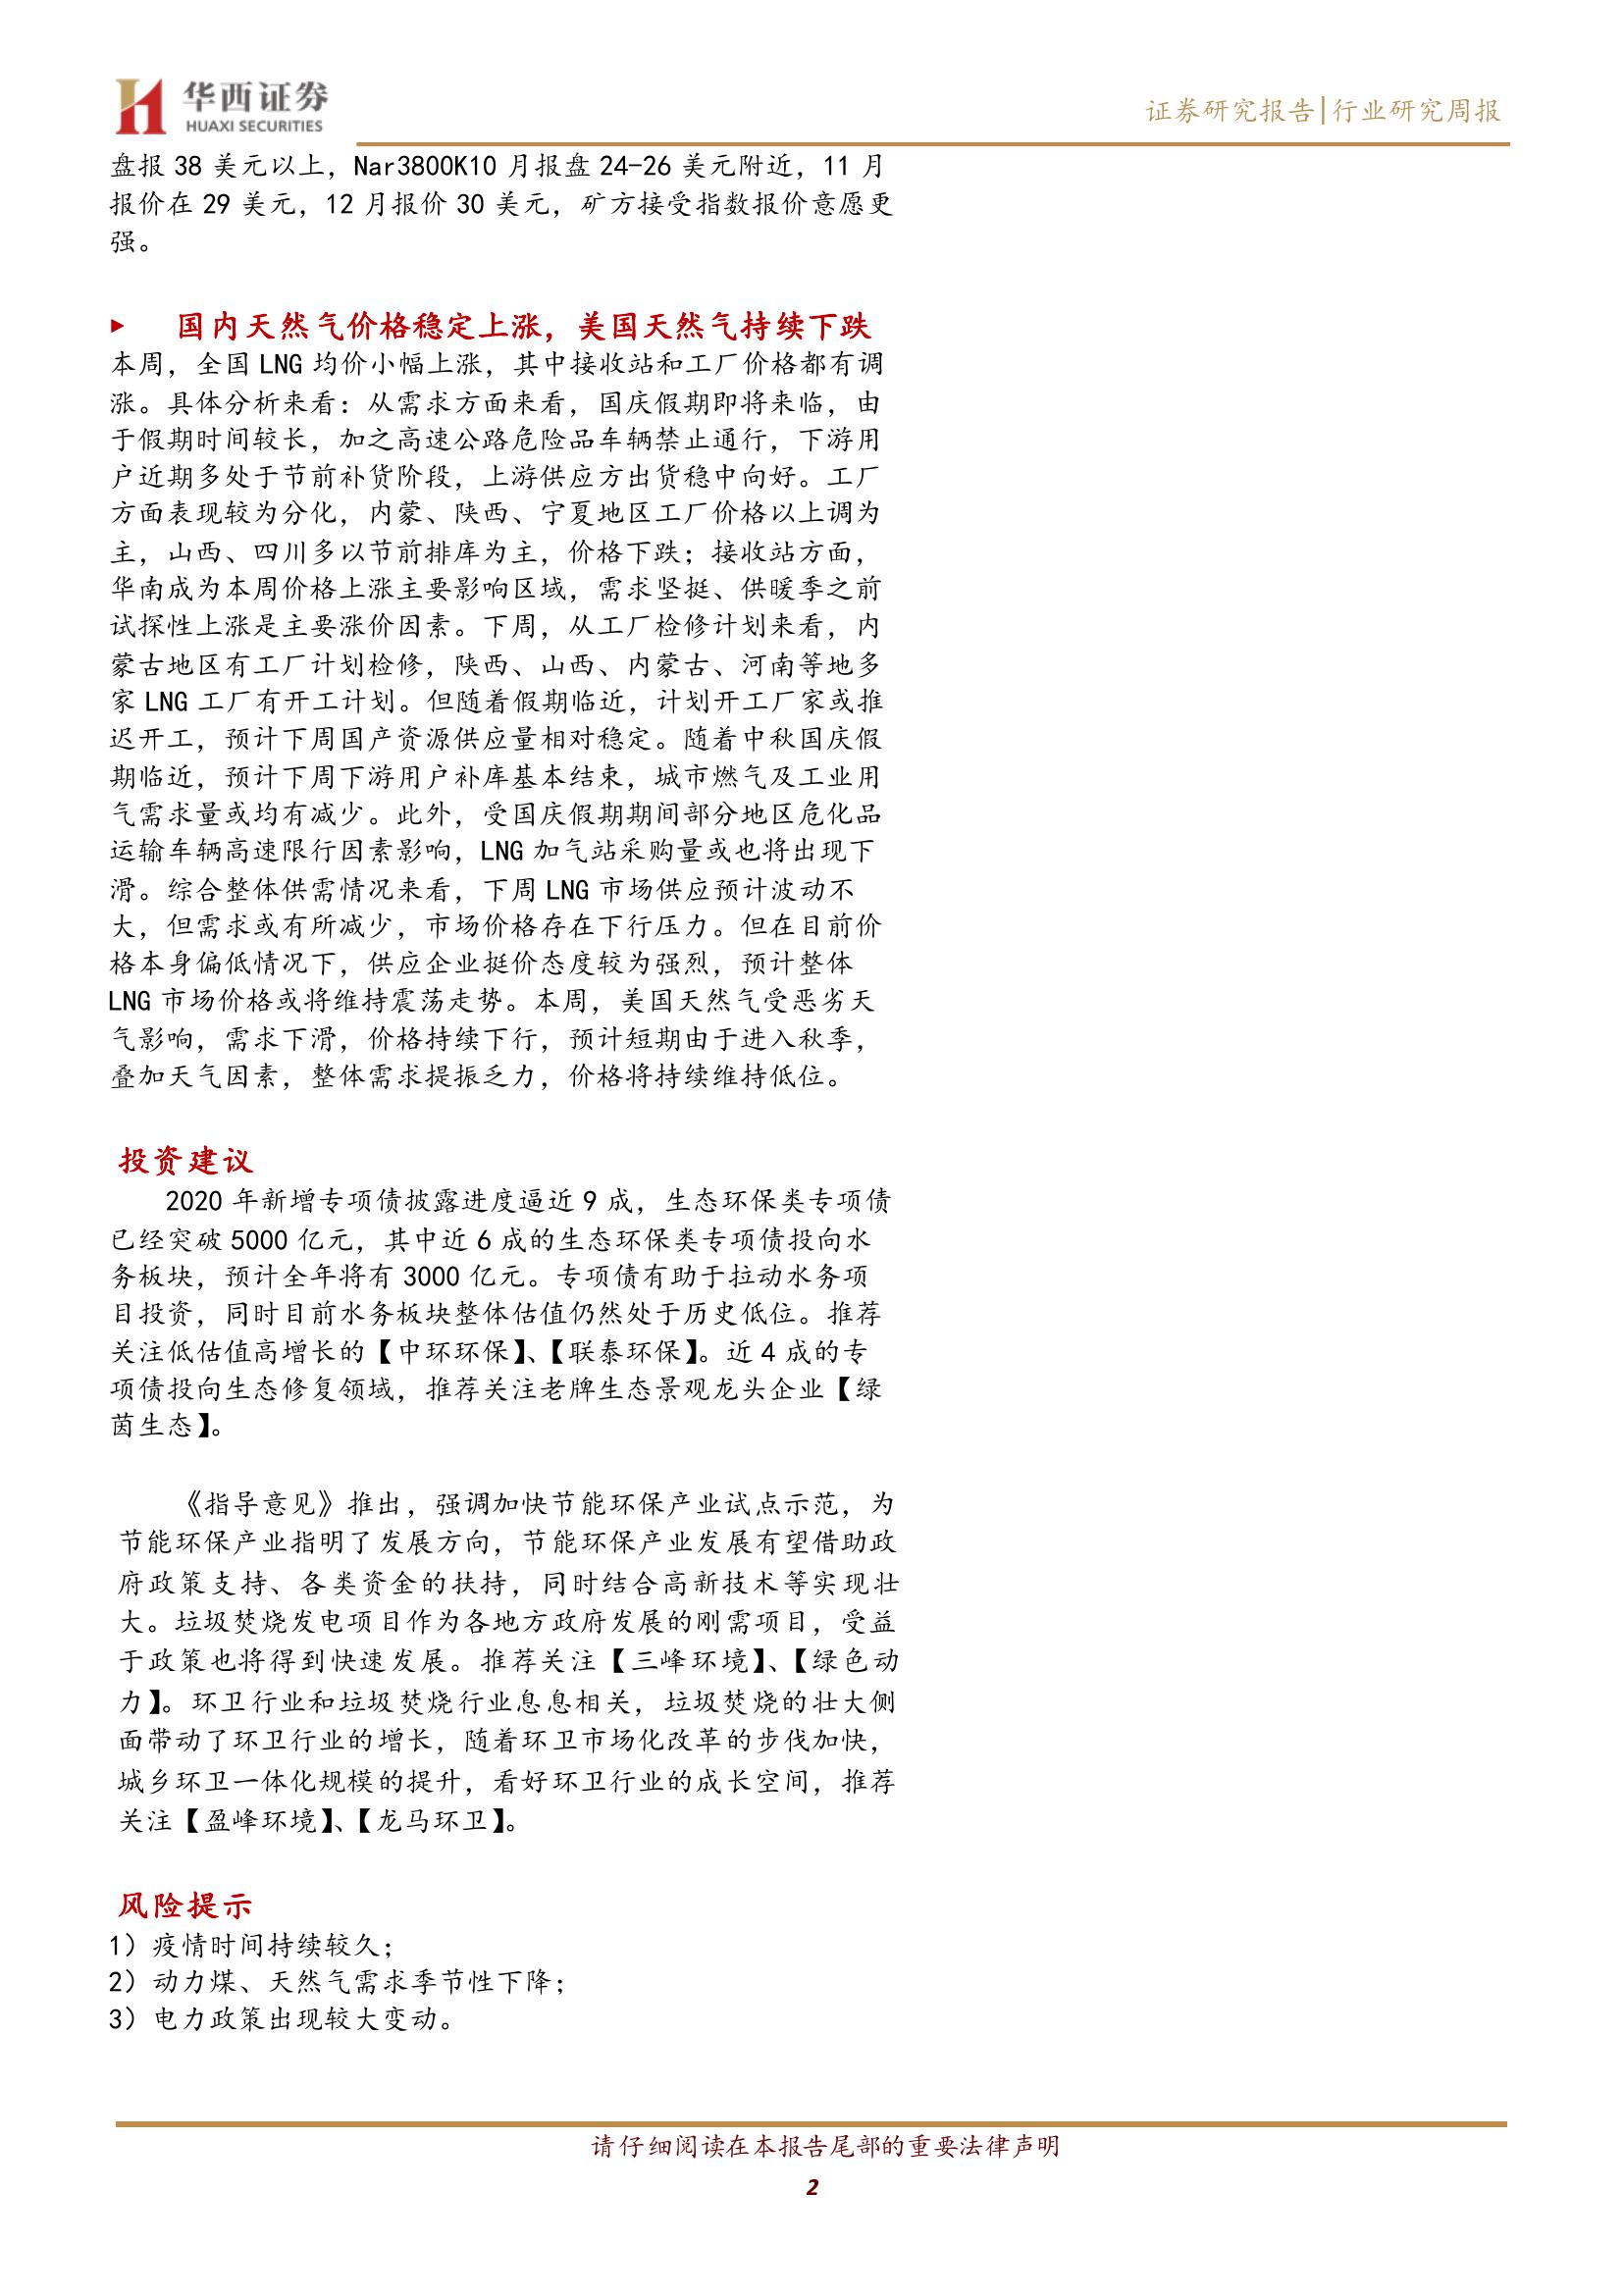 华西证券
HUAXI SECURITIES
证券研究报告|行业研究周报
盘报 38 美元以上，Nar3800K10 月报盘 24-26 美元附近，11 月
报价在 29 美元，12 月报价 30 美元，矿方接受指数报价意愿更
强。
▶ 国内天然气价格稳定上涨，美国天然气持续下跌
本周，全国 LNG 均价小幅上涨，其中接收站和工厂价格都有调
涨。具体分析来看：从需求方面来看，国庆假期即将来临，由
于假期时间较长，加之高速公路危险品车辆禁止通行，下游用
户近期多处于节前补货阶段，上游供应方出货稳中向好。工厂
方面表现较为分化，内蒙、陕西、宁夏地区工厂价格以上调为
主，山西、四川多以节前排库为主，价格下跌；接收站方面，
华南成为本周价格上涨主要影响区域，需求坚挺、供暖季之前
试探性上涨是主要涨价因素。下周，从工厂检修计划来看，内
蒙古地区有工厂计划检修，陕西、山西、内蒙古、河南等地多
家 LNG 工厂有开工计划。但随着假期临近，计划开工厂家或推
迟开工，预计下周国产资源供应量相对稳定。随着中秋国庆假
期临近，预计下周下游用户补库基本结束，城市燃气及工业用
气需求量或均有减少。此外，受国庆假期期间部分地区危化品
运输车辆高速限行因素影响，LNG 加气站采购量或也将出现下
滑。综合整体供需情况来看，下周 LNG 市场供应预计波动不
大，但需求或有所减少，市场价格存在下行压力。但在目前价
格本身偏低情况下，供应企业挺价态度较为强烈，预计整体
LNG 市场价格或将维持震荡走势。本周，美国天然气受恶劣天
气影响，需求下滑，价格持续下行，预计短期由于进入秋季，
叠加天气因素，整体需求提振乏力，价格将持续维持低位。
投资建议
2020 年新增专项债披露进度逼近 9 成，生态环保类专项债
已经突破 5000 亿元，其中近 6 成的生态环保类专项债投向水
务板块，预计全年将有 3000 亿元。专项债有助于拉动水务项
目投资，同时目前水务板块整体估值仍然处于历史低位。推荐
关注低估值高增长的【中环环保】、【联泰环保】。近 4 成的专
项债投向生态修复领域，推荐关注老牌生态景观龙头企业【绿
茵生态】。
《指导意见》推出，强调加快节能环保产业试点示范，为
节能环保产业指明了发展方向，节能环保产业发展有望借助政
府政策支持、各类资金的扶持，同时结合高新技术等实现壮
大。垃圾焚烧发电项目作为各地方政府发展的刚需项目，受益
于政策也将得到快速发展。推荐关注【三峰环境】、【绿色动
力】。环卫行业和垃圾焚烧行业息息相关，垃圾焚烧的壮大侧
面带动了环卫行业的增长，随着环卫市场化改革的步伐加快，
城乡环卫一体化规模的提升，看好环卫行业的成长空间，推荐
关注【盈峰环境】、【龙马环卫】。
风险提示
1）疫情时间持续较久；
2）动力煤、天然气需求季节性下降；
3）电力政策出现较大变动。
请仔细阅读在本报告尾部的重要法律声明
2